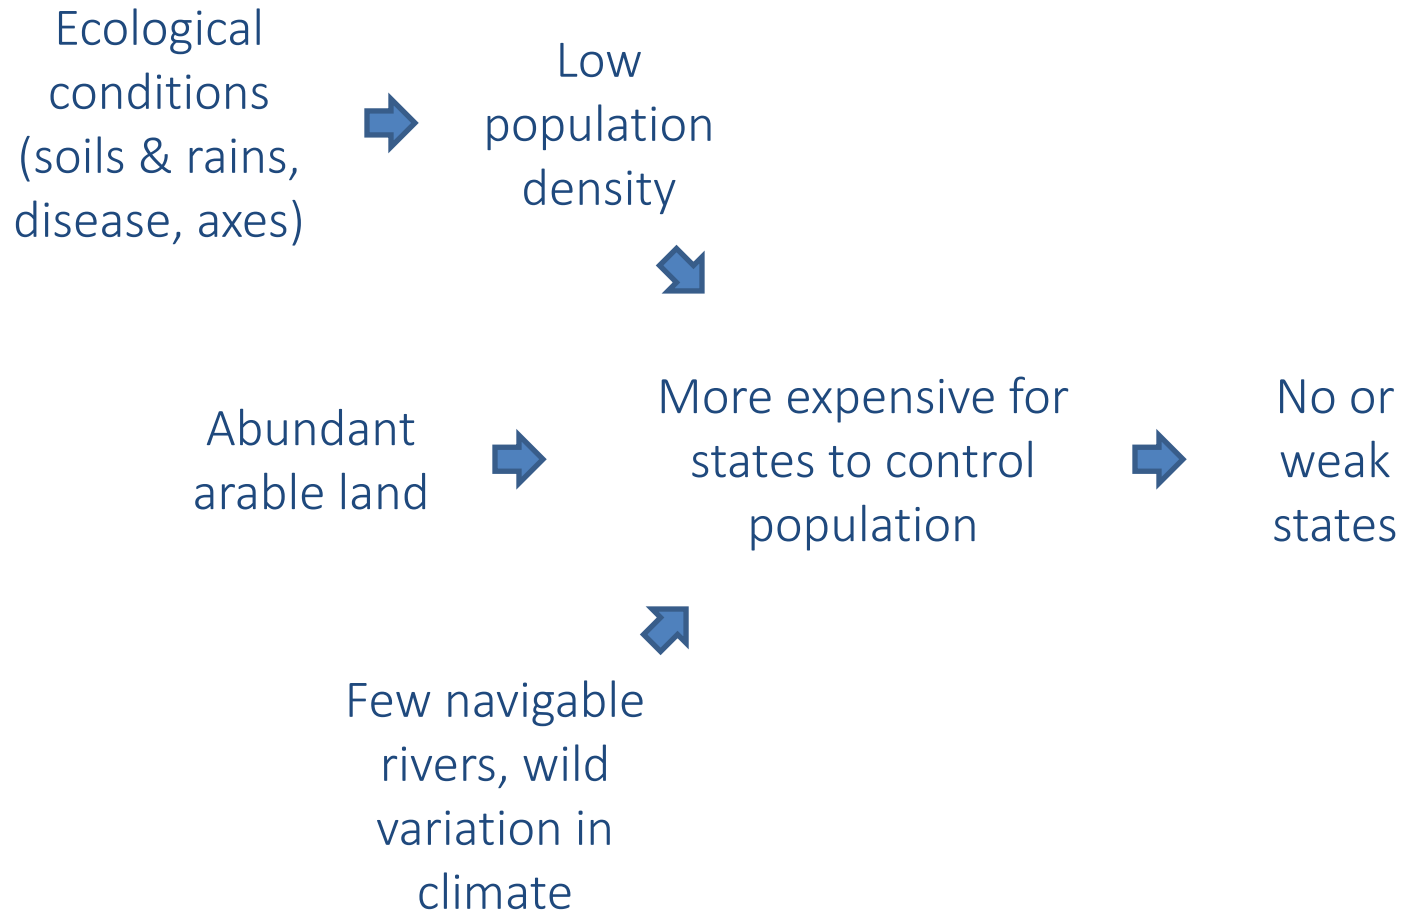 Ecological
conditions
(soils & rains,
disease, axes)
Low
population
density
Abundant
arable land
More expensive for
states to control
population
No or
weak
states
Few navigable
rivers, wild
variation in
climate